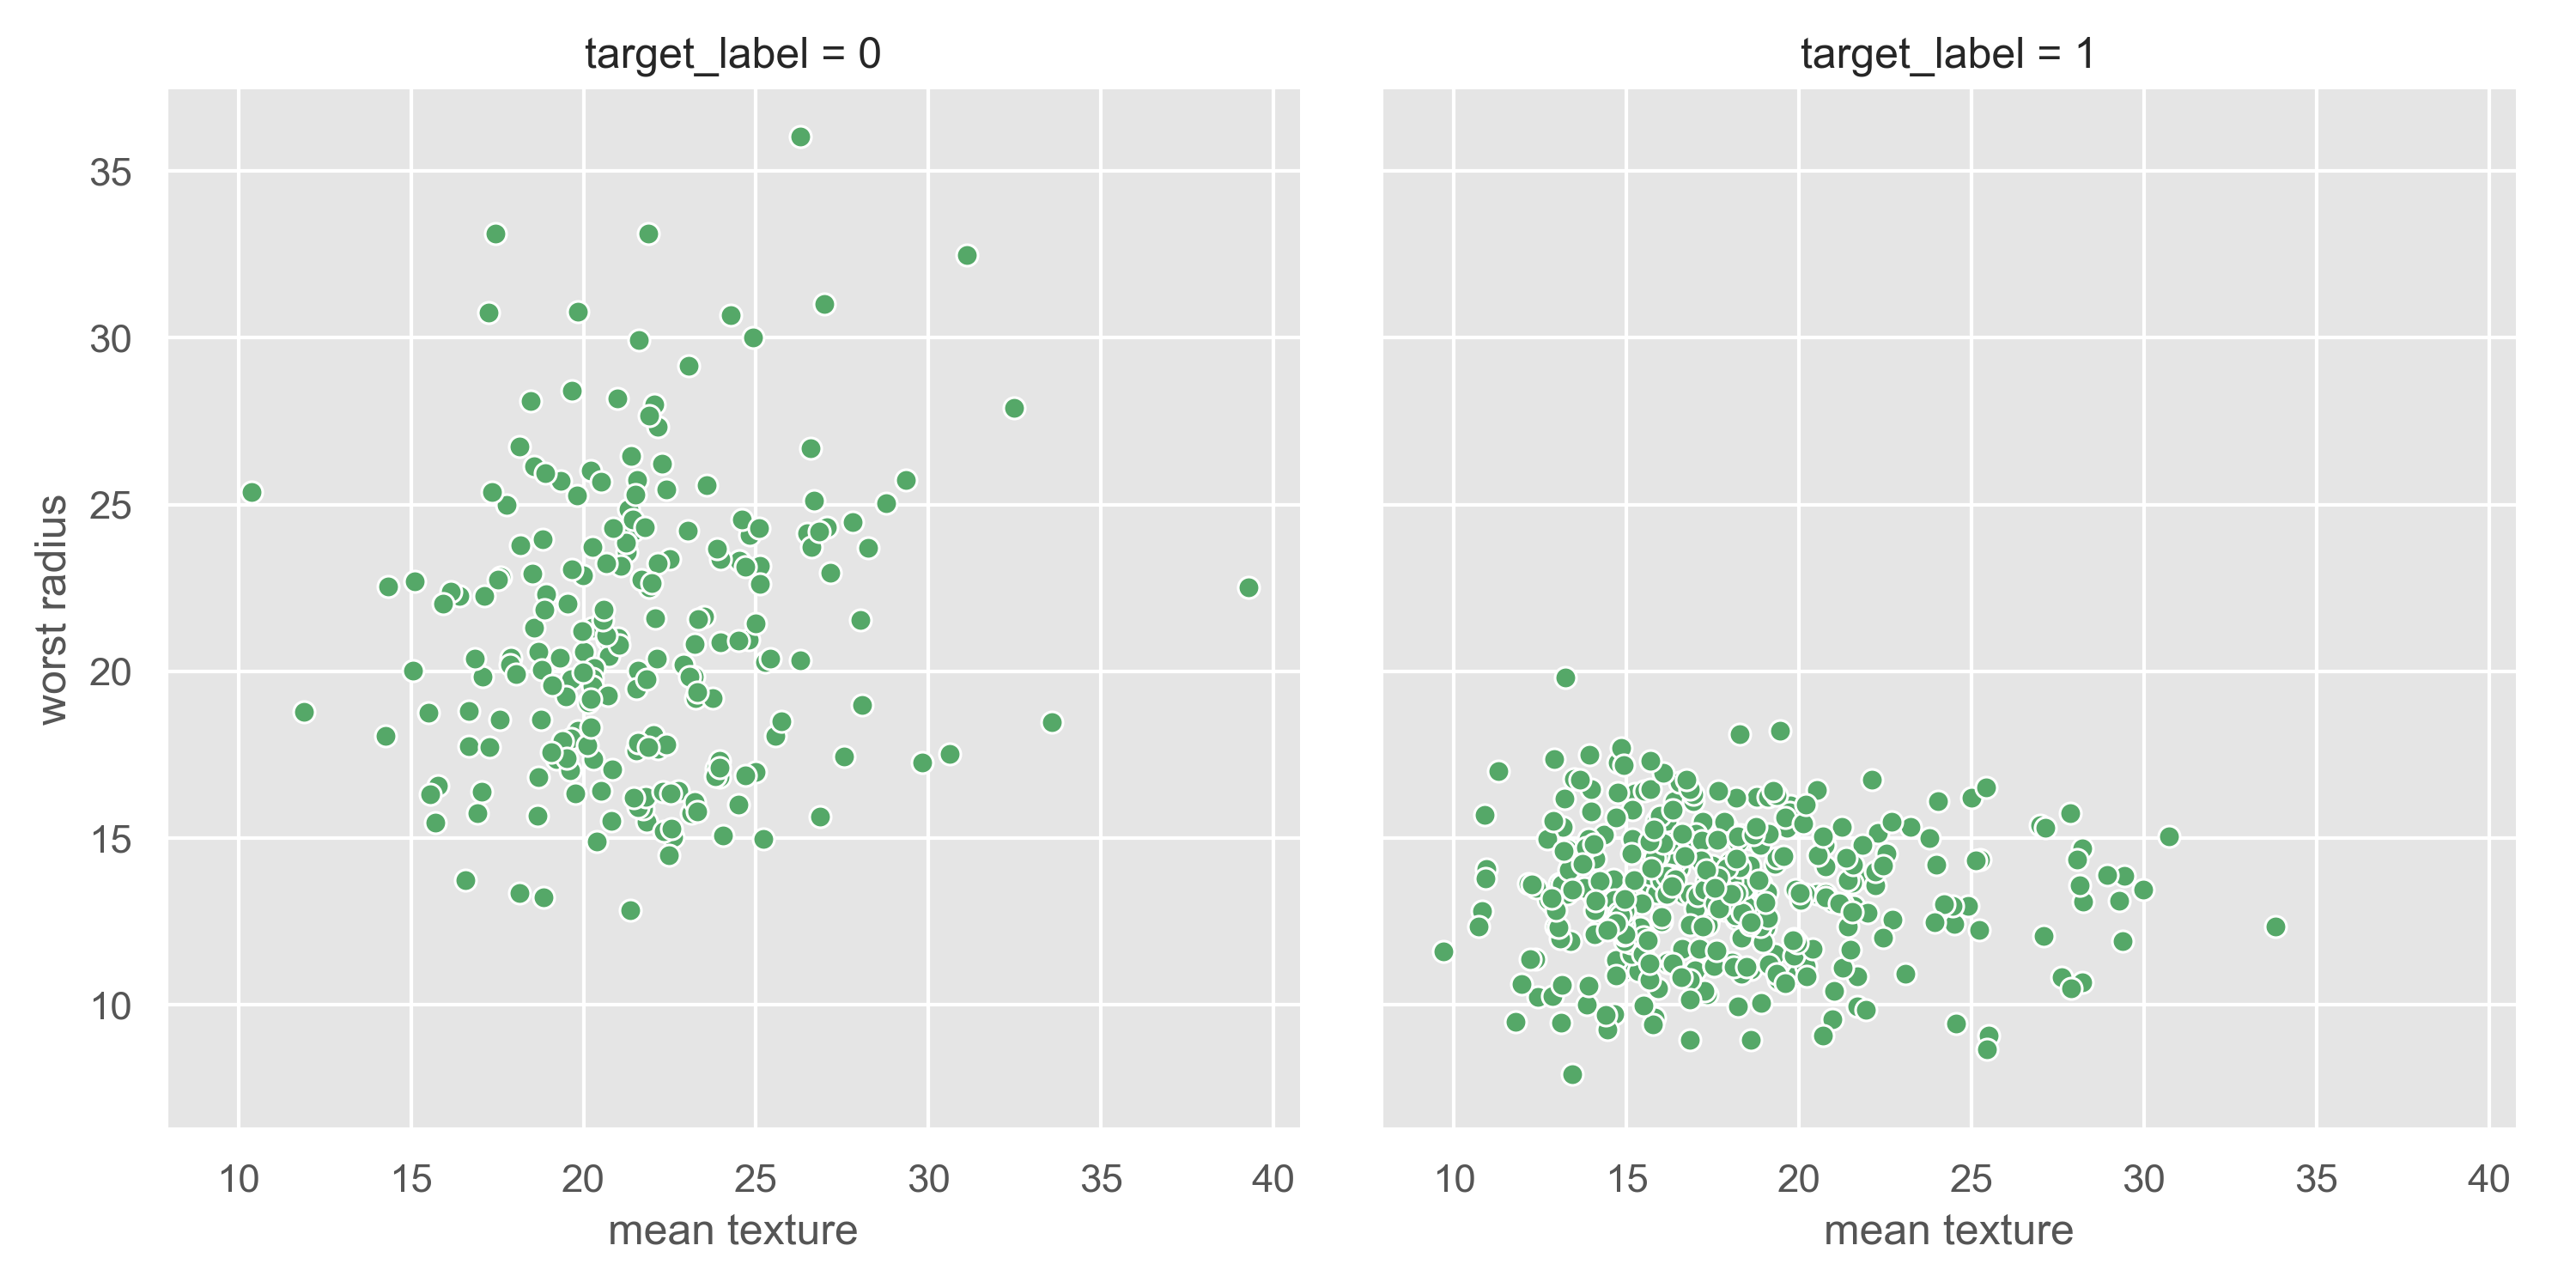 target_label = 0
target_label = 1
35
30
25
20
15
10
worst radius
10 15 20 25 30 35 40
10 15 20 25 30 35 40
mean texture
mean texture